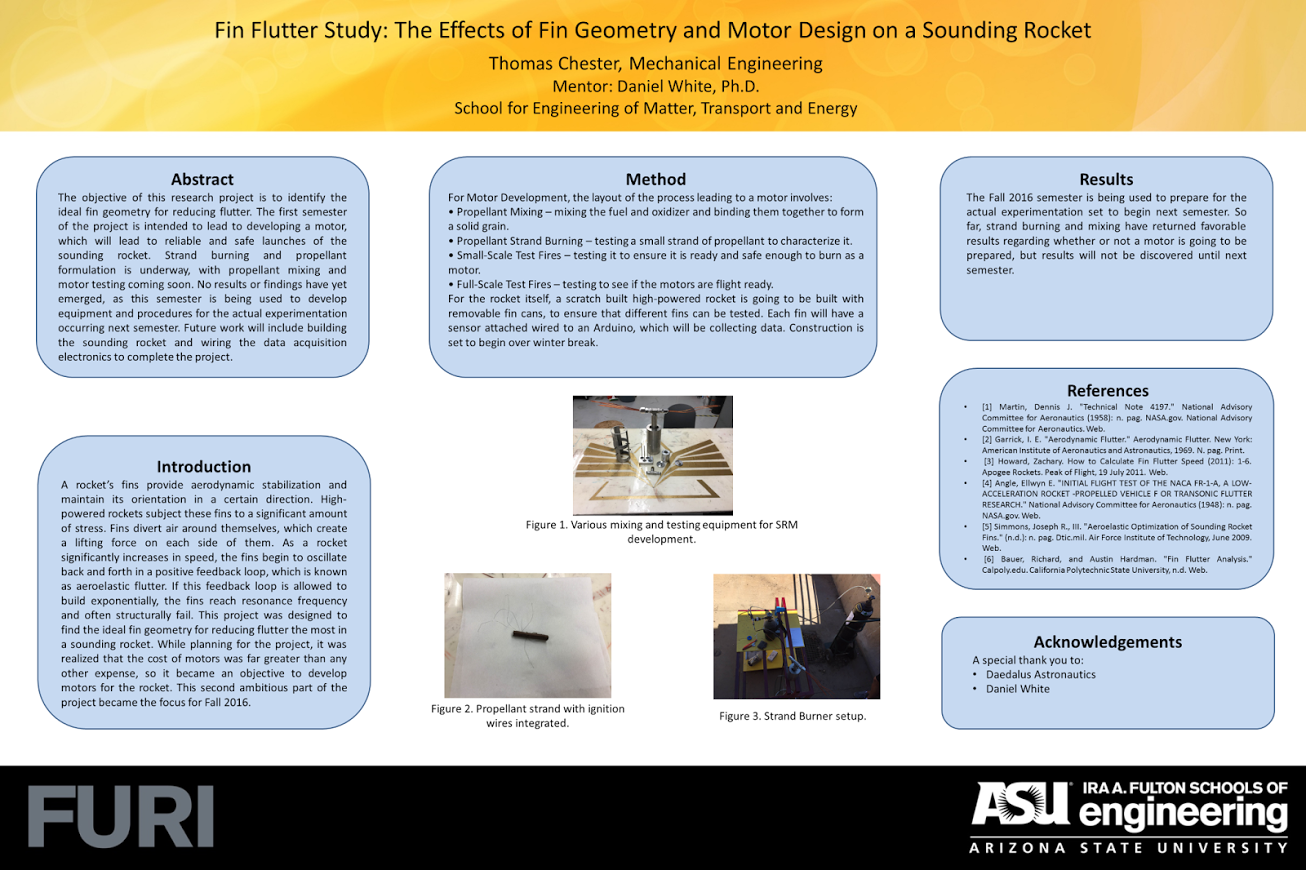 Fin Flutter Study: The Effects of Fin Geometry and Motor Design on a Sounding Rocket
Thomas Chester, Mechanical Engineering
Mentor: Daniel White, Ph.D.
School for Engineering of Matter, Transport and Energy
Abstract
The objective of this research project is to identify the
ideal fin geometry for reducing flutter. The first semester
of the project is intended to lead to developing a motor,
which will lead to reliable and safe launches of the
sounding rocket. Strand burning and propellant
formulation is underway, with propellant mixing and
motor testing coming soon. No results or findings have yet
emerged, as this semester is being used to develop
equipment and procedures for the actual experimentation
occurring next semester. Future work will include building
the sounding rocket and wiring the data acquisition
electronics to complete the project.
Introduction
A rocket's fins provide aerodynamic stabilization and
maintain its orientation in a certain direction. High-
powered rockets subject these fins to a significant amount
of stress. Fins divert air around themselves, which create
a lifting force on each side of them. As a rocket
significantly increases in speed, the fins begin to oscillate
back and forth in a positive feedback loop, which is known
as aeroelastic flutter. If this feedback loop is allowed to
build exponentially, the fins reach resonance frequency
and often structurally fail. This project was designed to
find the ideal fin geometry for reducing flutter the most in
a sounding rocket. While planning for the project, it was
realized that the cost of motors was far greater than any
other expense, so it became an objective to develop
motors for the rocket. This second ambitious part of the
project became the focus for Fall 2016.
Method
For Motor Development, the layout of the process leading to a motor involves:
• Propellant Mixing – mixing the fuel and oxidizer and binding them together to form
a solid grain.
• Propellant Strand Burning – testing a small strand of propellant to characterize it.
• Small-Scale Test Fires – testing it to ensure it is ready and safe enough to burn as a
motor.
• Full-Scale Test Fires – testing to see if the motors are flight ready.
For the rocket itself, a scratch built high-powered rocket is going to be built with
removable fin cans, to ensure that different fins can be tested. Each fin will have a
sensor attached wired to an Arduino, which will be collecting data. Construction is
set to begin over winter break.
Figure 1. Various mixing and testing equipment for SRM
development.
Figure 2. Propellant strand with ignition
wires integrated.
Figure 3. Strand Burner setup.
Results
The Fall 2016 semester is being used to prepare for the
actual experimentation set to begin next semester. So
far, strand burning and mixing have returned favorable
results regarding whether or not a motor is going to be
prepared, but results will not be discovered until next
semester.
References
• [1] Martin, Dennis J. "Technical Note 4197." National Advisory
Committee for Aeronautics (1958): n. pag. NASA.gov. National Advisory
Committee for Aeronautics. Web.
• [2] Garrick, I. E. "Aerodynamic Flutter." Aerodynamic Flutter. New York:
American Institute of Aeronautics and Astronautics, 1969. N. pag. Print.
• [3] Howard, Zachary. How to Calculate Fin Flutter Speed (2011): 1-6.
Apogee Rockets. Peak of Flight, 19 July 2011. Web.
• [4] Angle, Ellwyn E. "INITIAL FLIGHT TEST OF THE NACA FR-1-A, A LOW-
ACCELERATION ROCKET -PROPELLED VEHICLE F OR TRANSONIC FLUTTER
RESEARCH." National Advisory Committee for Aeronautics (1948): n. pag.
NASA.gov. Web.
• [5] Simmons, Joseph R., III. "Aeroelastic Optimization of Sounding Rocket
Fins." (n.d.): n. pag. Dtic.mil. Air Force Institute of Technology, June 2009.
Web.
• [6] Bauer, Richard, and Austin Hardman. "Fin Flutter Analysis."
Calpoly.edu. California Polytechnic State University, n.d. Web.
Acknowledgements
A special thank you to:
• Daedalus Astronautics
• Daniel White
FURI
ASU IRA A. FULTON SCHOOLS OF
engineering
ARIZONA STATE UNIVERSITY